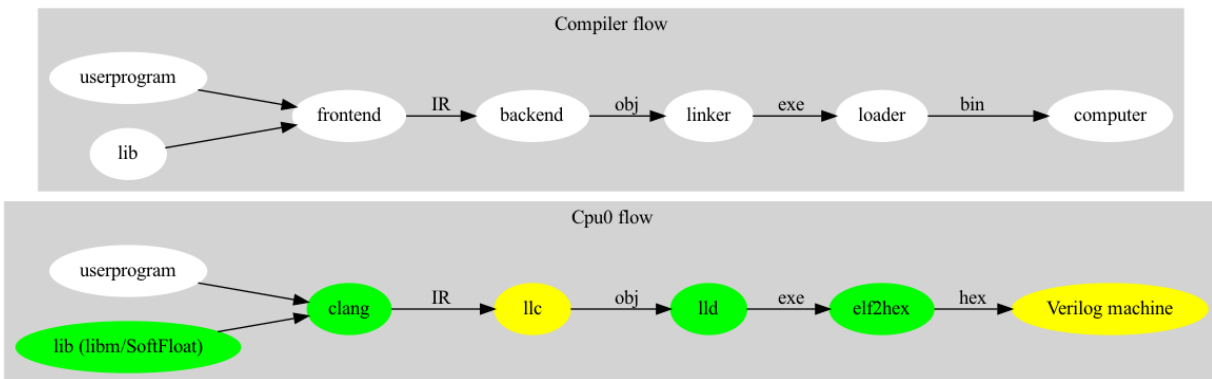 Compiler flow
userprogram
lib
frontend
IR
backend
obj
linker
exe
loader
bin
computer
Cpu0 flow
userprogram
lib (libm/SoftFloat)
clang
IR
llc
obj
lld
exe
elf2hex
hex
Verilog machine